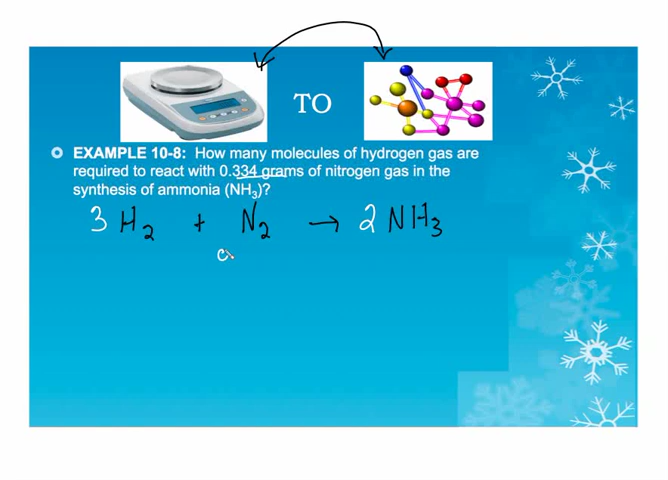 TO
EXAMPLE 10-8: How many molecules of hydrogen gas are
required to react with 0.334 grams of nitrogen gas in the
synthesis of ammonia (NH₃)?
3 H₂ + N₂ → 2 NH₃